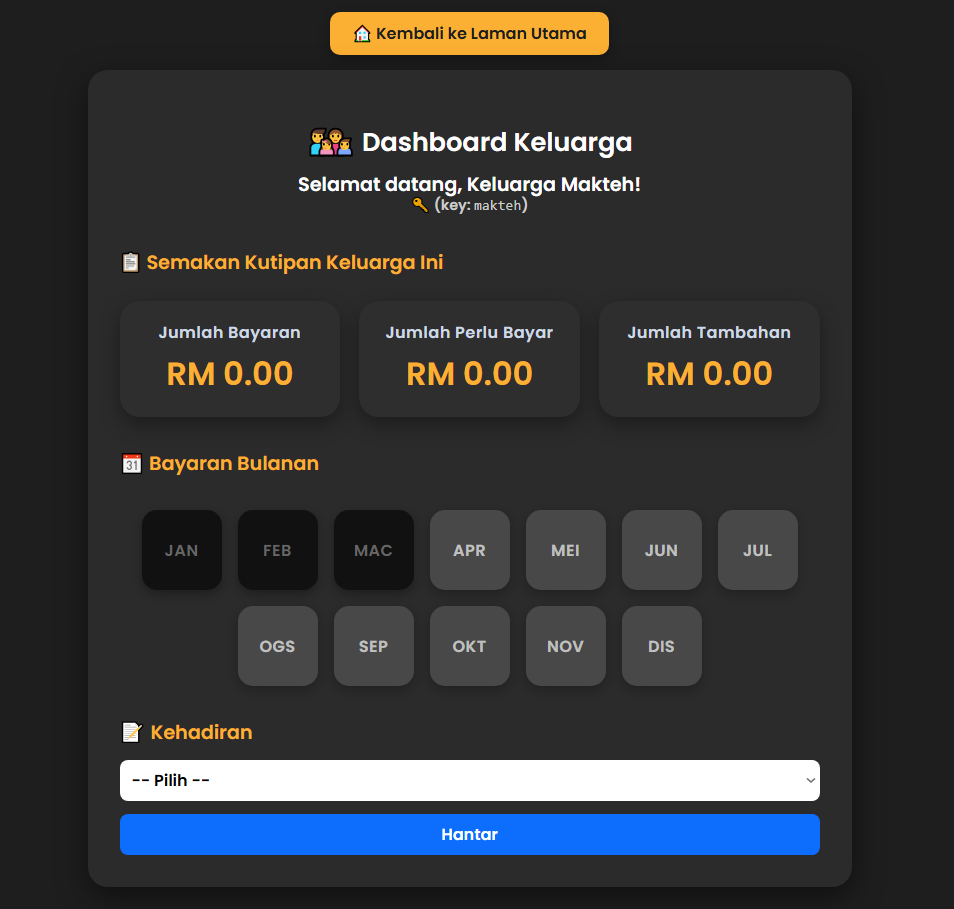 🏠 Kembali ke Laman Utama
👨‍👩‍👧‍👦 Dashboard Keluarga
Selamat datang, Keluarga Makteh!
🔑 (key: makteh)
📋 Semakan Kutipan Keluarga Ini
Jumlah Bayaran
RM 0.00
Jumlah Perlu Bayar
RM 0.00
Jumlah Tambahan
RM 0.00
📅 Bayaran Bulanan
JAN FEB MAC APR MEI JUN JUL
OGS SEP OKT NOV DIS
📝 Kehadiran
-- Pilih --
Hantar